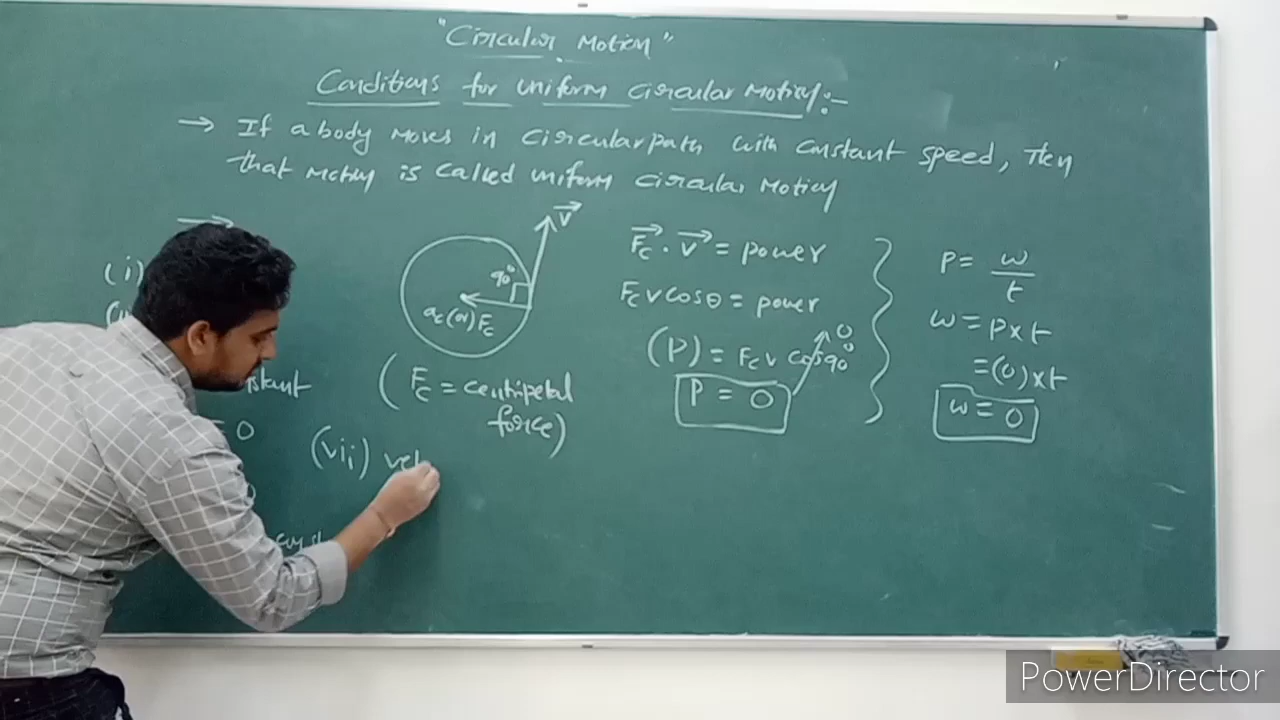 "Circular Motion"
Conditions for uniform circular Motion:-
→ If a body moves in circular path with constant speed, then
that motion is called uniform circular Motion
(i)
= 0
(vii) vel
V⃗
90°
ac (or) Fc
(Fc = centripetal
force)
F⃗c · V⃗ = power
Fc v cosθ = power
(P) = Fc v cos90° 0
P = 0
P = w/t
w = P x t
= (0) x t
w = 0
PowerDirector